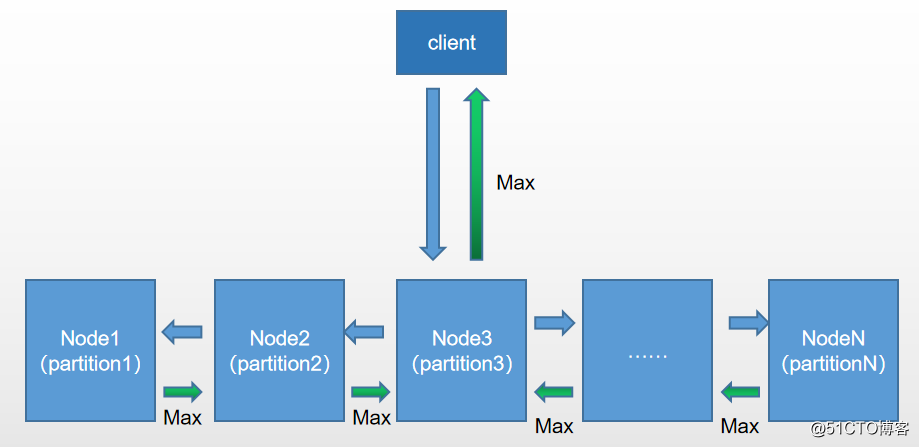 client
Max
Node1
（partition1）
Node2
（partition2）
Node3
（partition3）
……
NodeN
（partitionN）
Max
Max
Max
Max
@51CTO博客